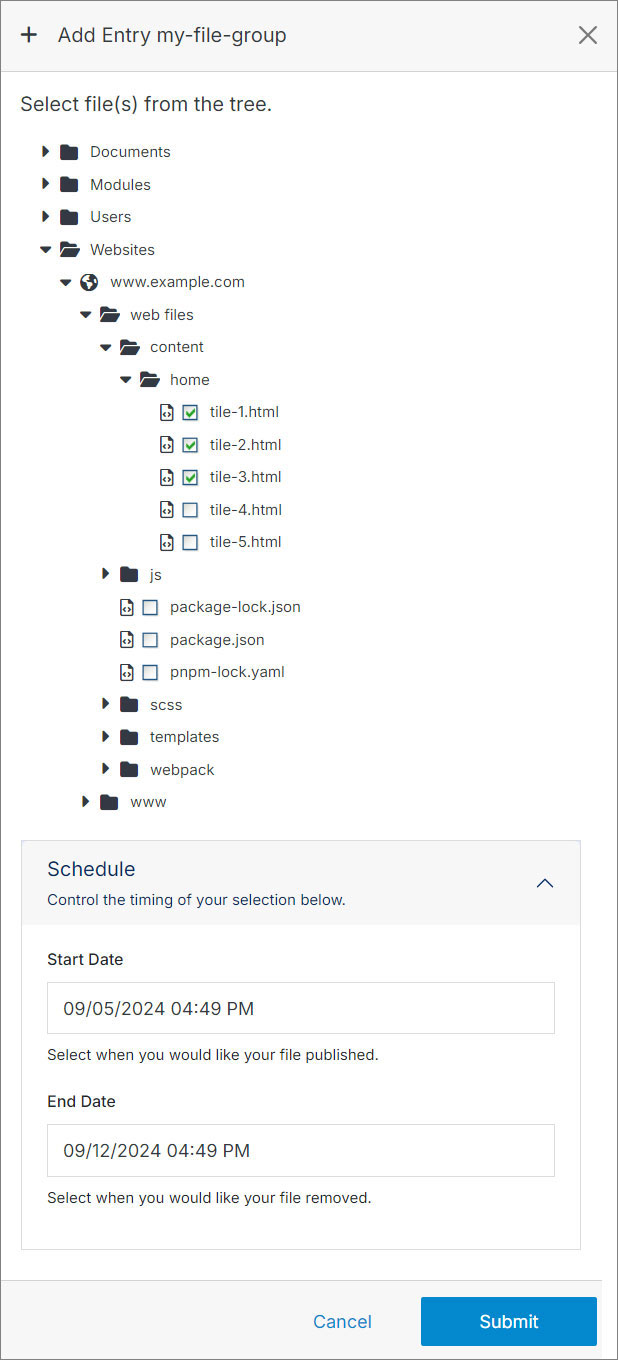 Add Entry my-file-group
Select file(s) from the tree.
Documents
Modules
Users
Websites
www.example.com
web files
content
home
tile-1.html
tile-2.html
tile-3.html
tile-4.html
tile-5.html
js
package-lock.json
package.json
pnpm-lock.yaml
scss
templates
webpack
www
Schedule
Control the timing of your selection below.
Start Date
09/05/2024 04:49 PM
Select when you would like your file published.
End Date
09/12/2024 04:49 PM
Select when you would like your file removed.
Cancel Submit